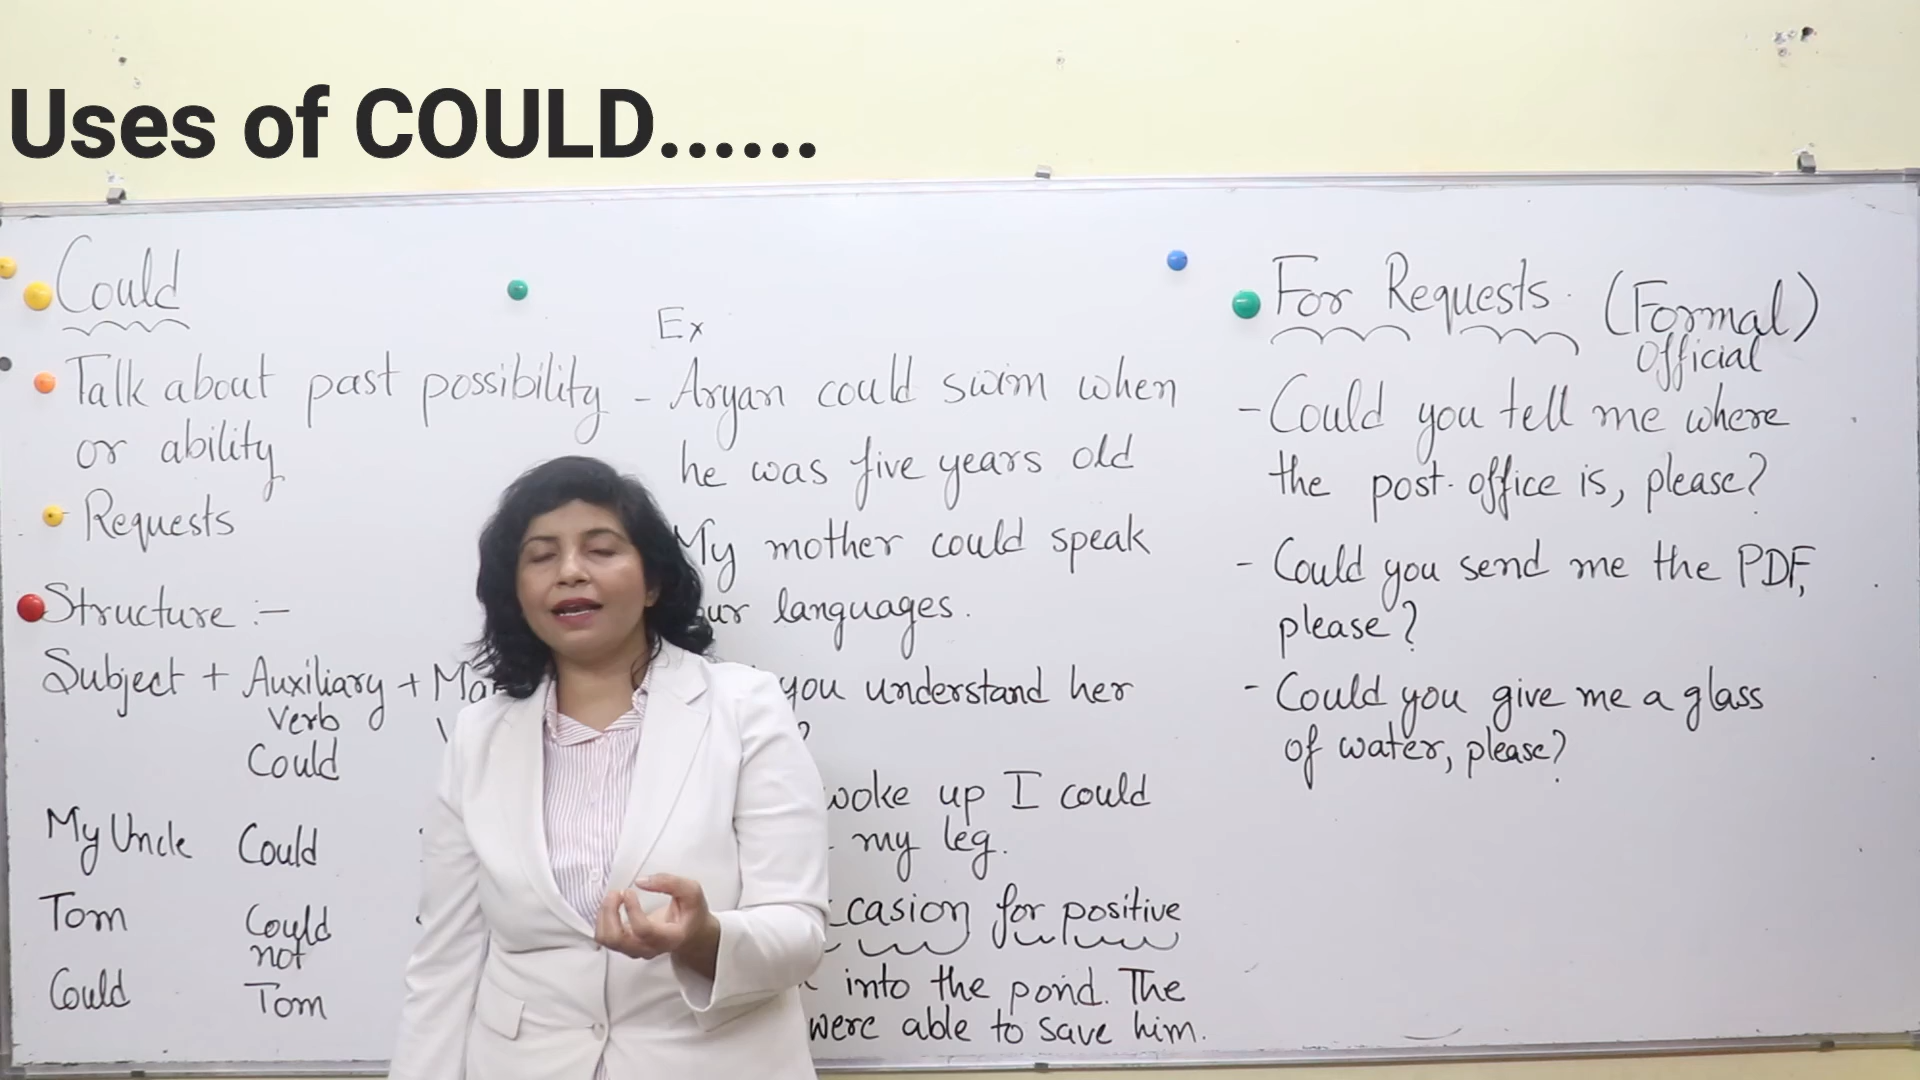 Uses of COULD......
Could
Talk about past possibility
or ability
Requests
Structure :-
Subject + Auxiliary +
Verb
Could
My Uncle Could
Tom Could
not
Could Tom
Ex
- Aryan could swim when
he was five years old
My mother could speak
languages.
you understand her
?
woke up I could
my leg.
for positive
into the pond. The
were able to save him.
For Requests. (Formal)
Official
- Could you tell me where
the post-office is, please?
- Could you send me the PDF,
please?
- Could you give me a glass
of water, please?